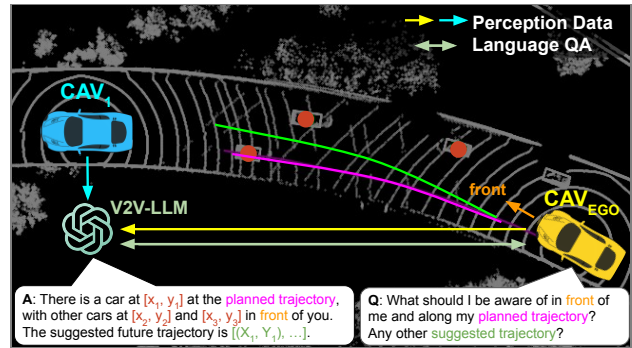 Perception Data
Language QA
CAV1
V2V-LLM
front
CAVEGO
A: There is a car at [x1, y1] at the planned trajectory,
with other cars at [x2, y2] and [x3, y3] in front of you.
The suggested future trajectory is [(X1, Y1), ...].
Q: What should I be aware of in front of
me and along my planned trajectory?
Any other suggested trajectory?